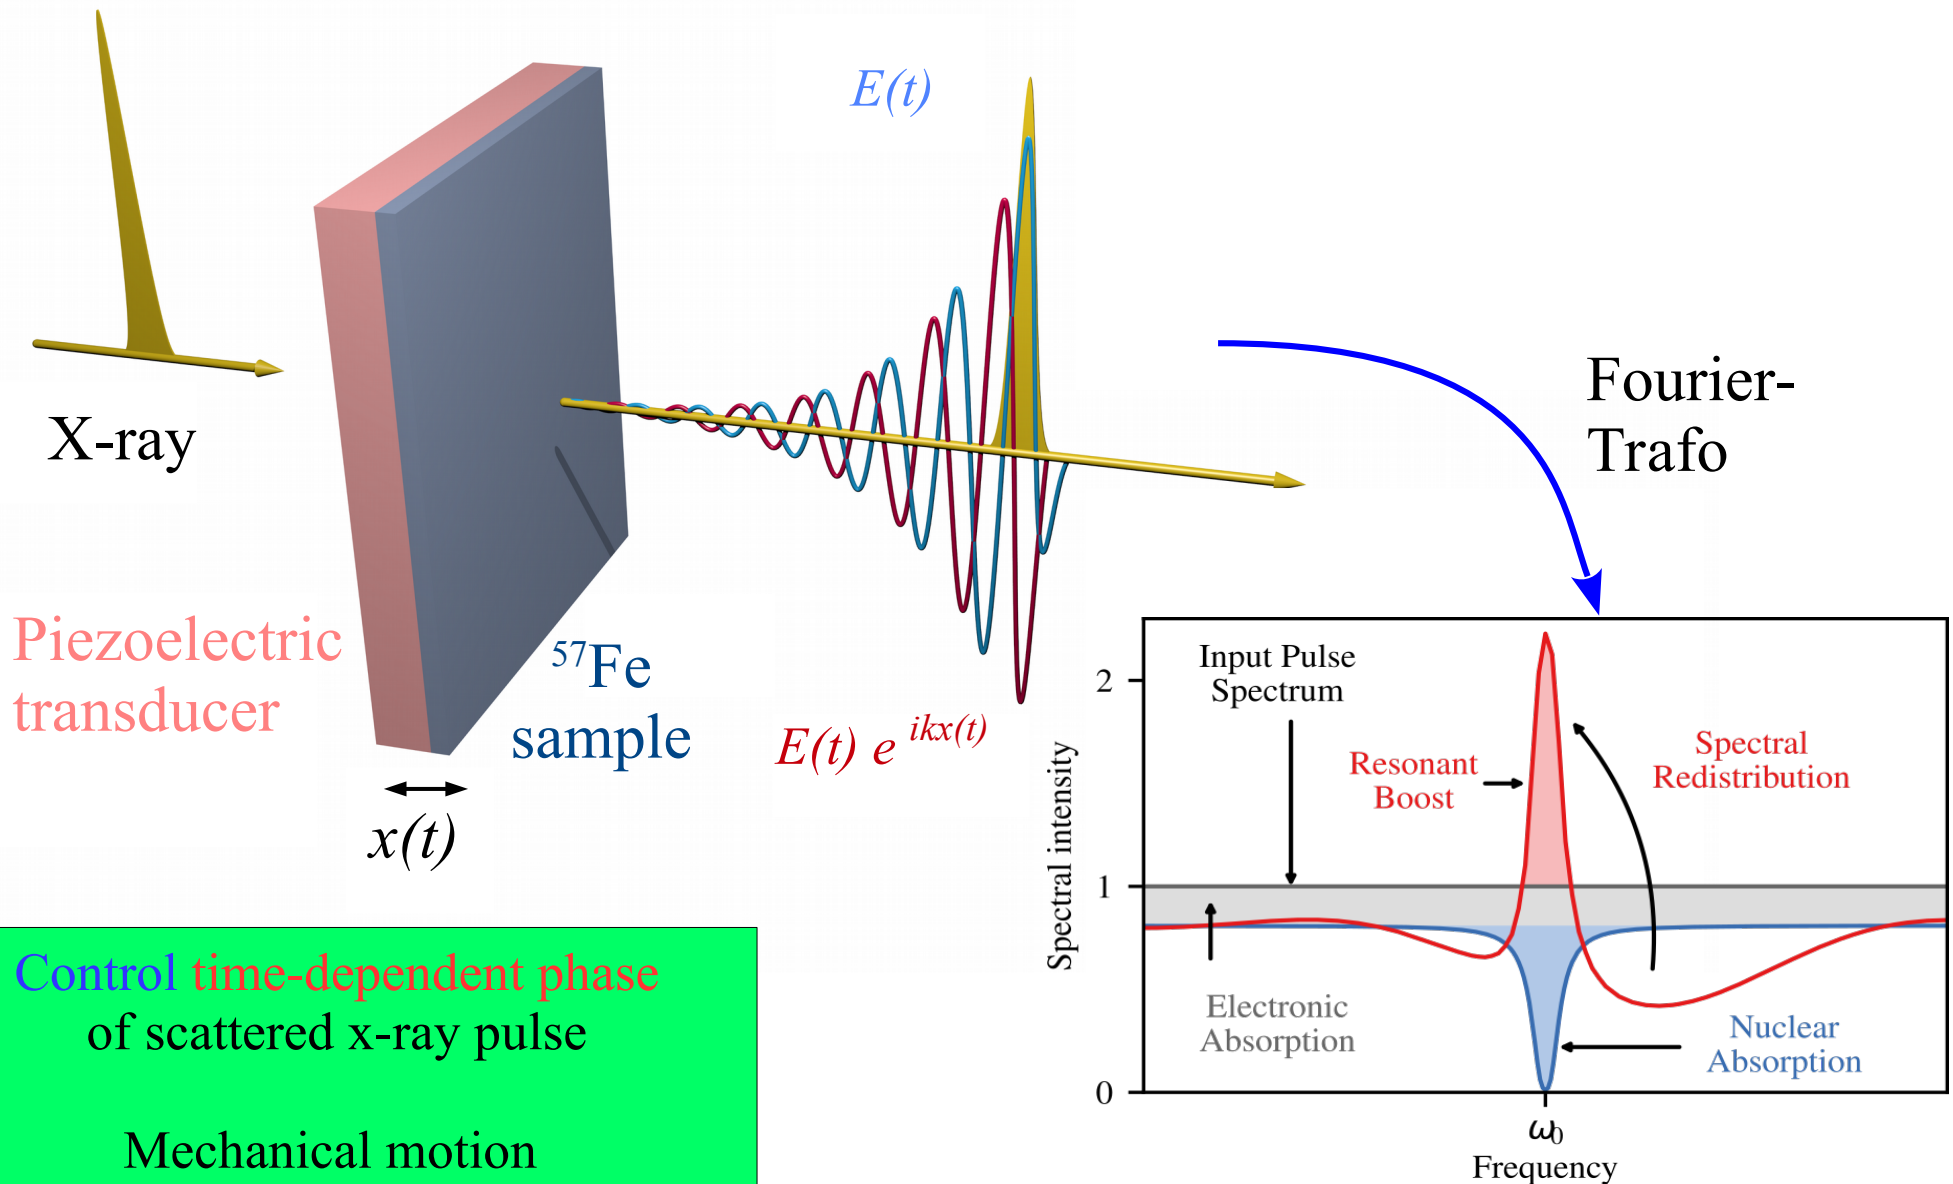 E(t)
X-ray
Fourier-
Trafo
Piezoelectric
transducer
⁵⁷Fe
sample
E(t) e ^{ikx(t)}
x(t)
Control time-dependent phase
of scattered x-ray pulse
Mechanical motion
Input Pulse
Spectrum
Resonant
Boost
Spectral
Redistribution
Electronic
Absorption
Nuclear
Absorption
Spectral intensity
2
1
0
ω₀
Frequency